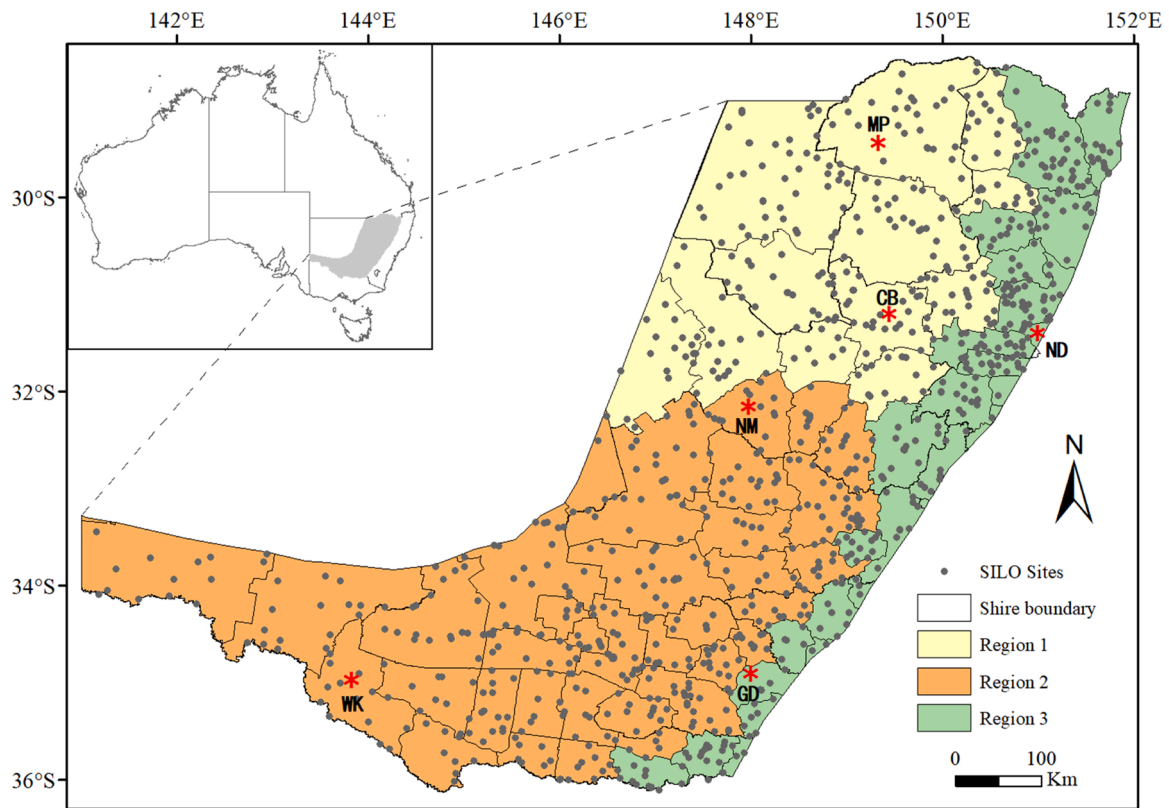 142°E 144°E 146°E 148°E 150°E 152°E
MP
30°S
CB
ND
32°S
NM
N
34°S
SILO Sites
Shire boundary
Region 1
WK
GD
Region 2
Region 3
0 100
36°S
Km